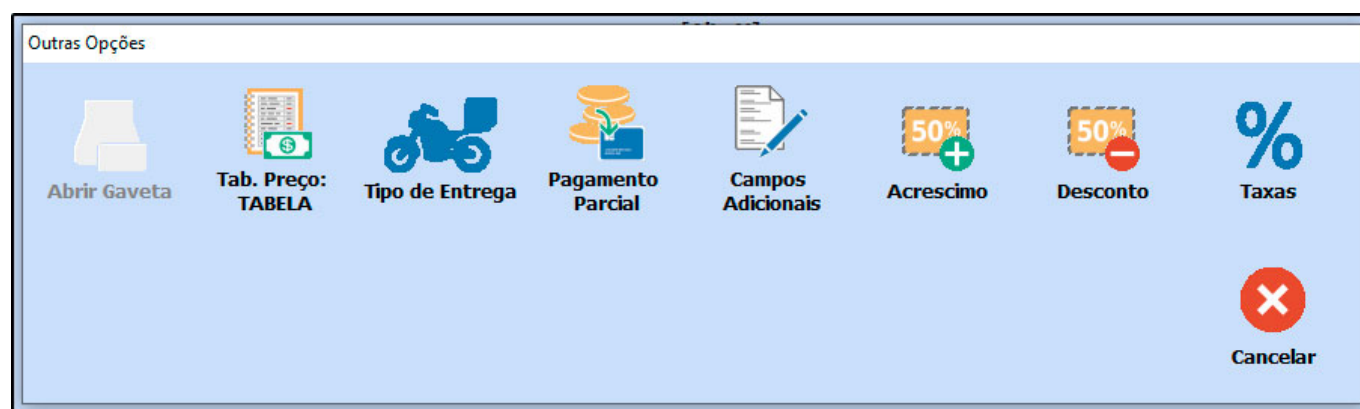 Outras Opções
Abrir Gaveta
Tab. Preço:
TABELA
Tipo de Entrega
Pagamento
Parcial
Campos
Adicionais
50%
Acrescimo
50%
Desconto
%
Taxas
Cancelar